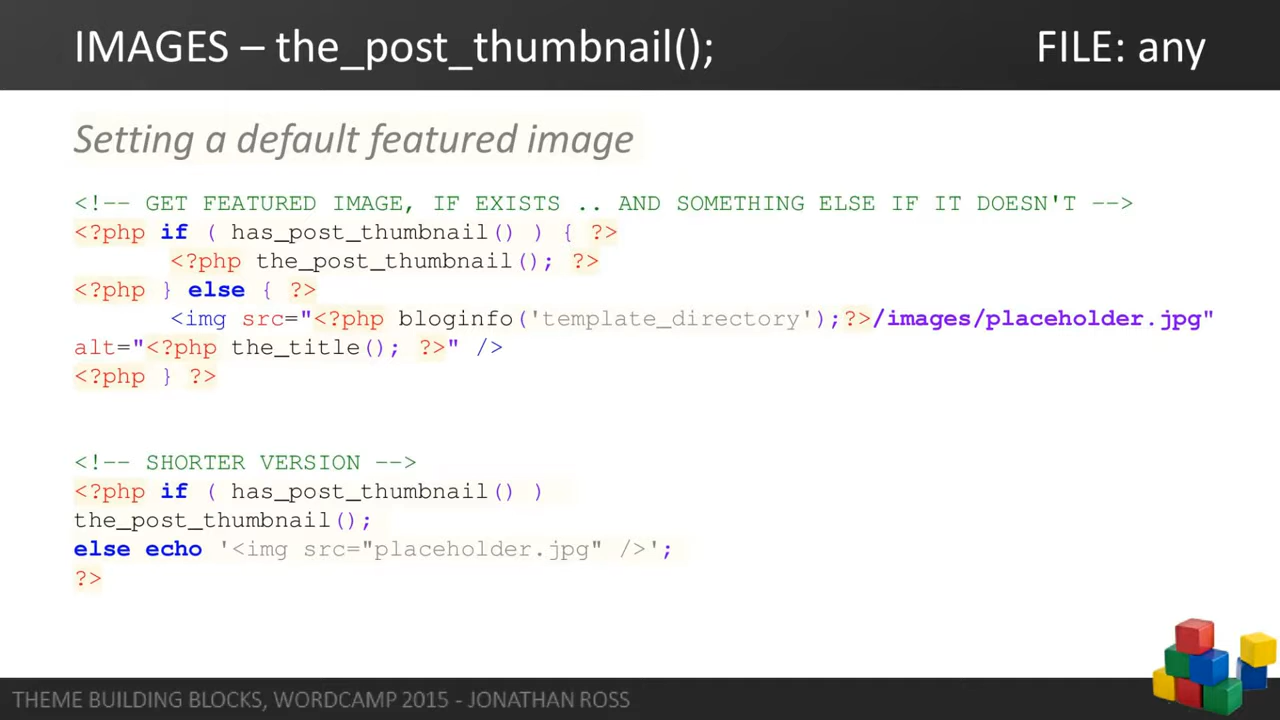 IMAGES – the_post_thumbnail();
FILE: any
Setting a default featured image
<!-- GET FEATURED IMAGE, IF EXISTS .. AND SOMETHING ELSE IF IT DOESN'T -->
<?php if ( has_post_thumbnail() ) { ?>
<?php the_post_thumbnail(); ?>
<?php } else { ?>
<img src="<?php bloginfo('template_directory');?>/images/placeholder.jpg"
alt="<?php the_title(); ?>" />
<?php } ?>
<!-- SHORTER VERSION -->
<?php if ( has_post_thumbnail() )
the_post_thumbnail();
else echo '<img src="placeholder.jpg" />';
?>
THEME BUILDING BLOCKS, WORDCAMP 2015 - JONATHAN ROSS